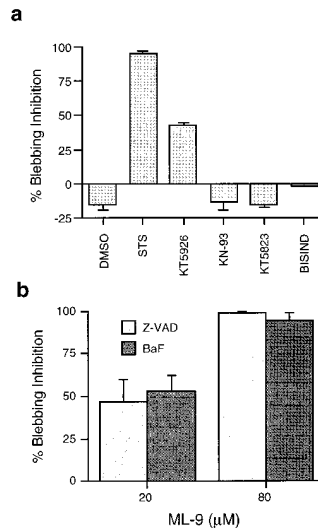 a
% Blebbing Inhibition
100
75
50
25
0
-25
DMSO
STS
KT5926
KN-93
KT5823
BISIND
b
% Blebbing Inhibition
100
75
50
25
0
Z-VAD
BaF
20
80
ML-9 (μM)